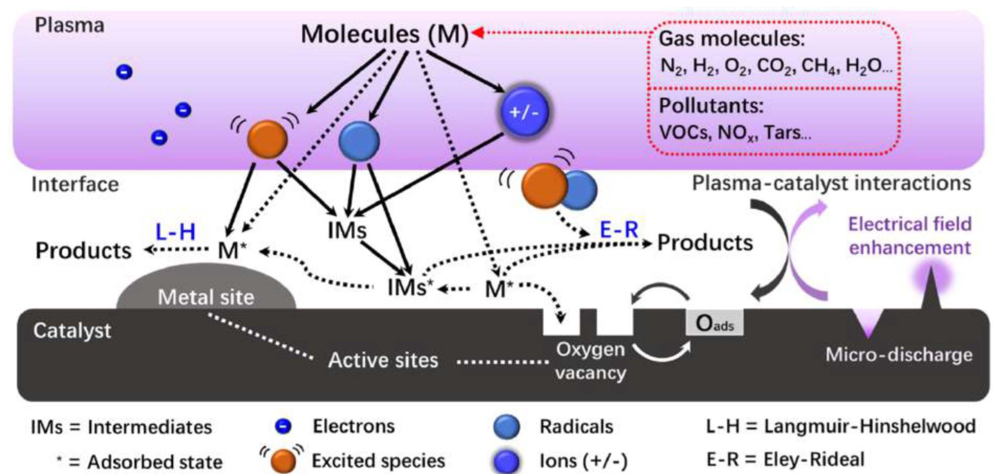 Plasma
Molecules (M)
Gas molecules:
N₂, H₂, O₂, CO₂, CH₄, H₂O...
Pollutants:
VOCs, NOₓ, Tars...
-
-
-
+/-
Interface
Plasma-catalyst interactions
L-H
IMs
E-R
Electrical field
enhancement
Products
M*
Products
IMs*
M*
Metal site
Catalyst
O_ads
Active sites
Oxygen
vacancy
Micro-discharge
IMs = Intermediates
- Electrons
Radicals
L-H = Langmuir-Hinshelwood
* = Adsorbed state
Excited species
Ions (+/-)
E-R = Eley-Rideal